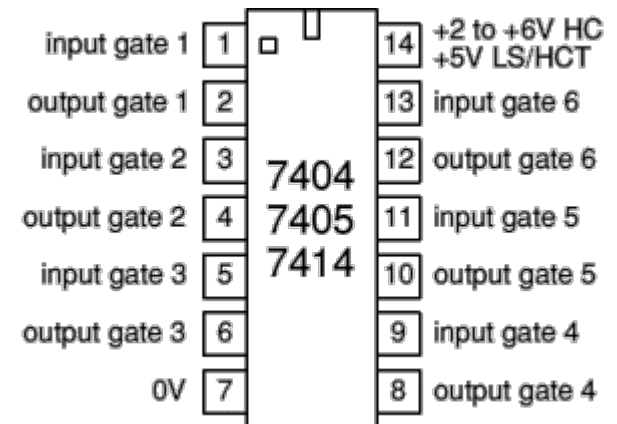 input gate 1 1 14 +2 to +6V HC
+5V LS/HCT
output gate 1 2 13 input gate 6
input gate 2 3 12 output gate 6
7404
output gate 2 4 7405 11 input gate 5
7414
input gate 3 5 10 output gate 5
output gate 3 6 9 input gate 4
0V 7 8 output gate 4